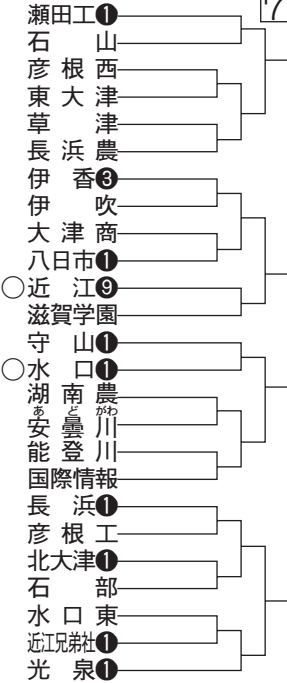 瀬田工❶
石山
彦根西
東大津
草津
長浜農
伊香❸
伊吹
大津商
八日市❶
○近江❾
滋賀学園
守山❶
○水口❶
湖南農
あどがわ
安曇川
能登川
国際情報
長浜❶
彦根工
北大津❶
石部
水口東
近江兄弟社❶
光泉❶